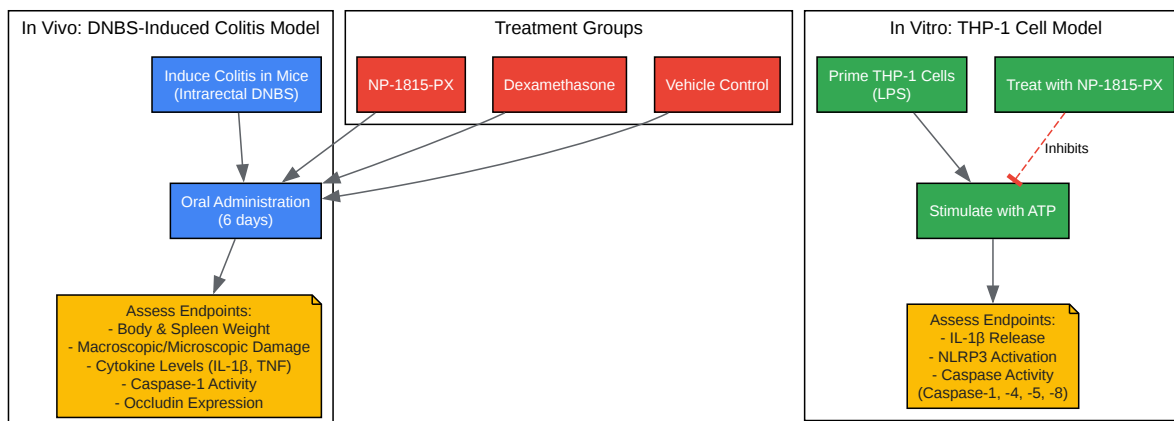 In Vivo: DNBS-Induced Colitis Model
Induce Colitis in Mice
(Intrarectal DNBS)
Oral Administration
(6 days)
Assess Endpoints:
- Body & Spleen Weight
- Macroscopic/Microscopic Damage
- Cytokine Levels (IL-1β, TNF)
- Caspase-1 Activity
- Occludin Expression
Treatment Groups
NP-1815-PX
Dexamethasone
Vehicle Control
In Vitro: THP-1 Cell Model
Prime THP-1 Cells
(LPS)
Treat with NP-1815-PX
Inhibits
Stimulate with ATP
Assess Endpoints:
- IL-1β Release
- NLRP3 Activation
- Caspase Activity
(Caspase-1, -4, -5, -8)